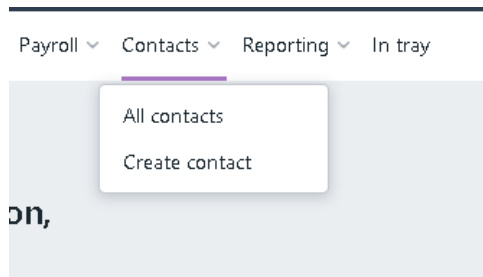 Payroll Contacts Reporting In tray
All contacts
Create contact
on,